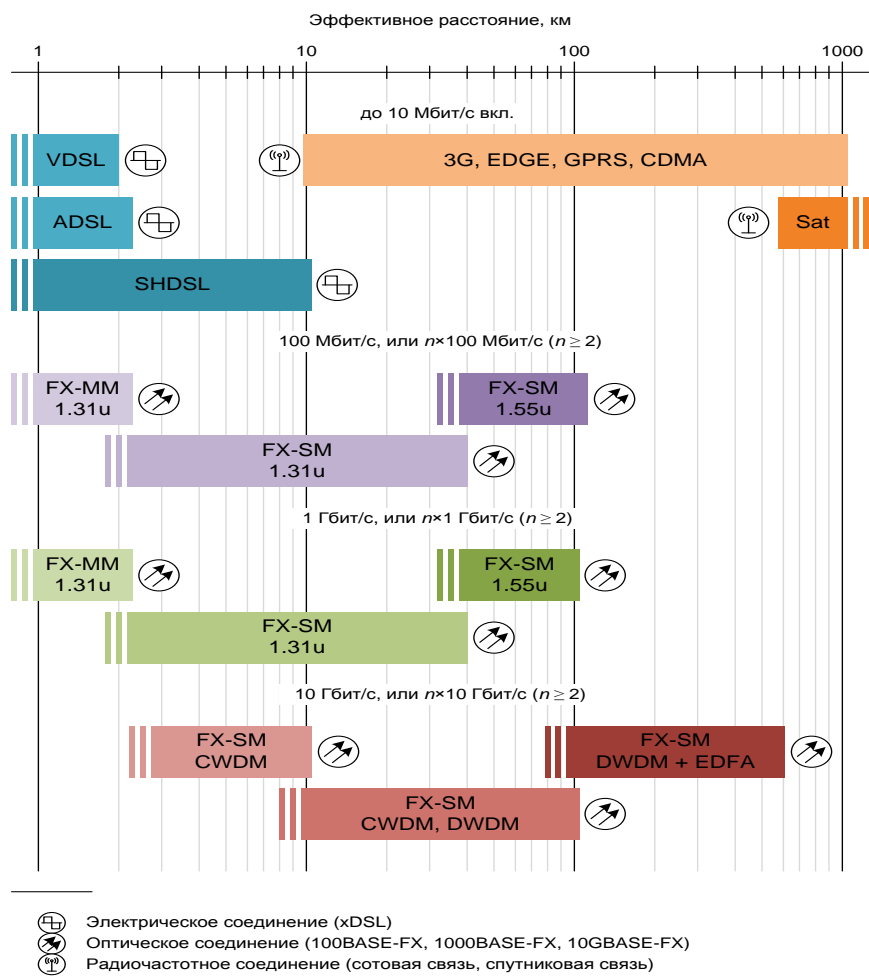 Эффективное расстояние, км
1 10 100 1000
до 10 Мбит/с вкл.
VDSL 3G, EDGE, GPRS, CDMA
ADSL Sat
SHDSL
100 Мбит/с, или n×100 Мбит/с (n ≥ 2)
FX-MM
1.31u
FX-SM
1.55u
FX-SM
1.31u
1 Гбит/с, или n×1 Гбит/с (n ≥ 2)
FX-MM
1.31u
FX-SM
1.55u
FX-SM
1.31u
10 Гбит/с, или n×10 Гбит/с (n ≥ 2)
FX-SM
CWDM
FX-SM
DWDM + EDFA
FX-SM
CWDM, DWDM
Электрическое соединение (xDSL)
Оптическое соединение (100BASE-FX, 1000BASE-FX, 10GBASE-FX)
Радиочастотное соединение (сотовая связь, спутниковая связь)